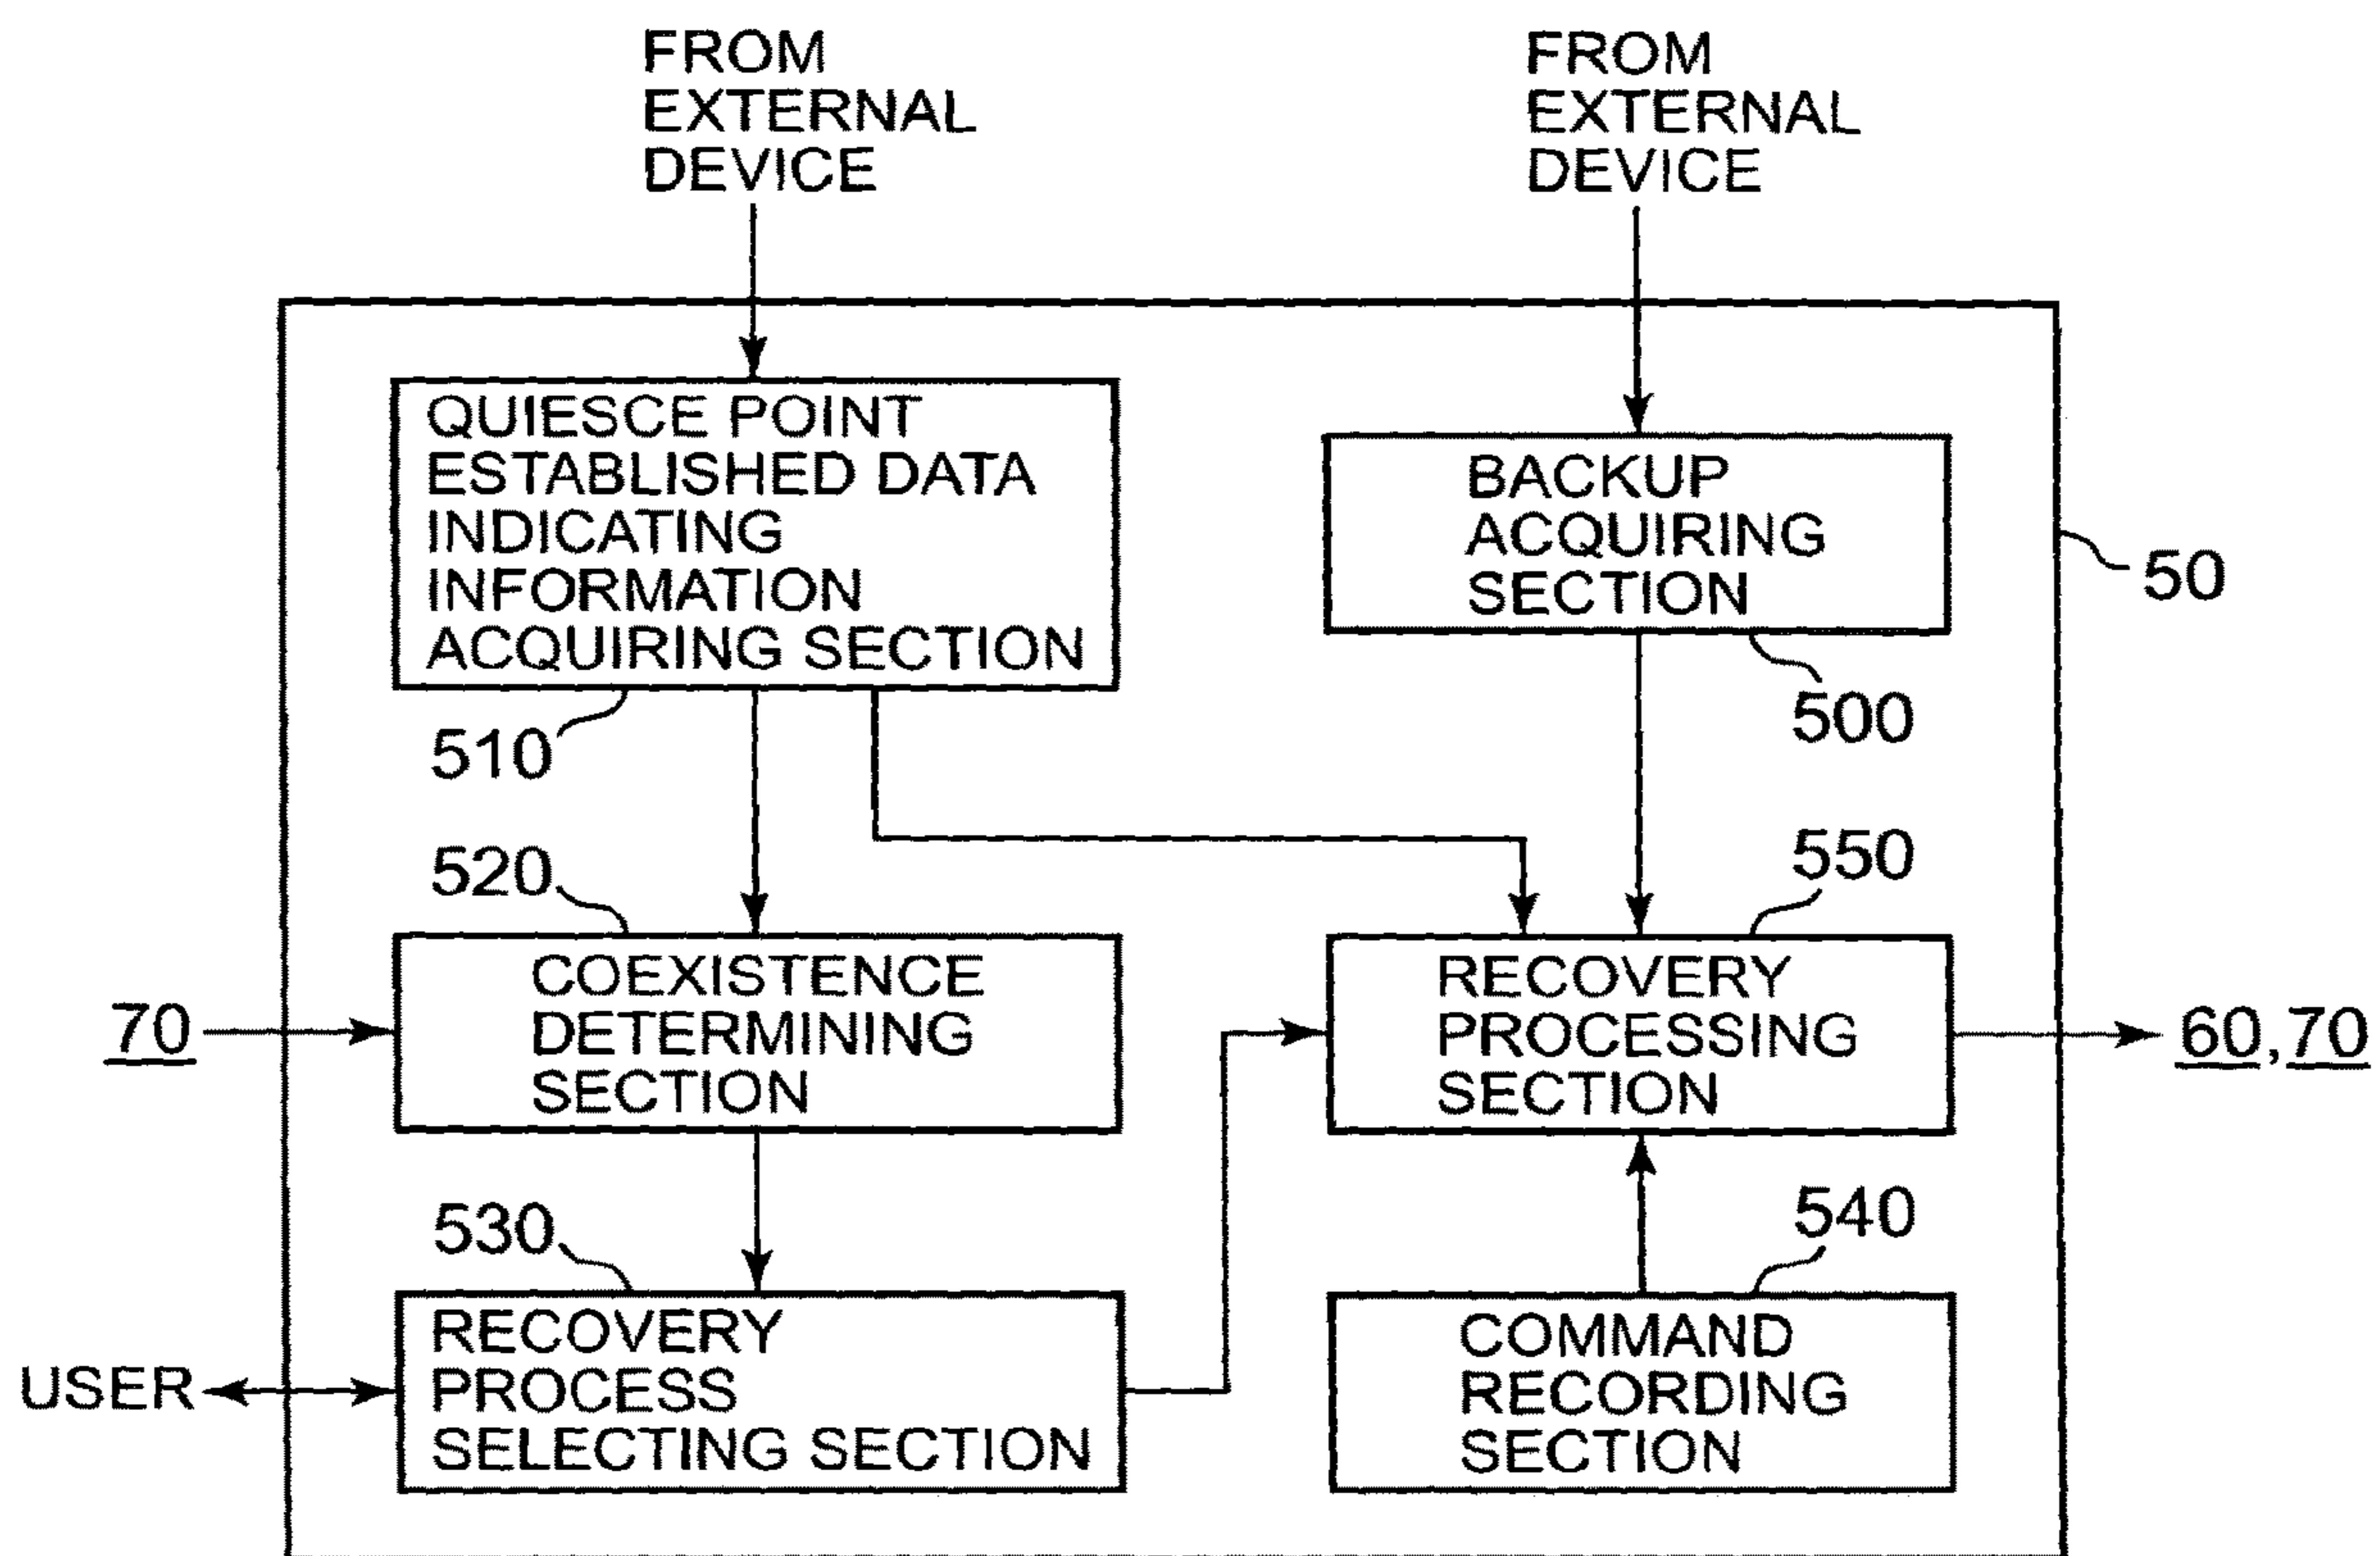 FROM
EXTERNAL
DEVICE
FROM
EXTERNAL
DEVICE
QUIESCE POINT
ESTABLISHED DATA
INDICATING
INFORMATION
ACQUIRING SECTION
BACKUP
ACQUIRING
SECTION
50
500
510
520
550
COEXISTENCE
DETERMINING
SECTION
RECOVERY
PROCESSING
SECTION
70
60,70
530
540
RECOVERY
PROCESS
SELECTING SECTION
COMMAND
RECORDING
SECTION
USER